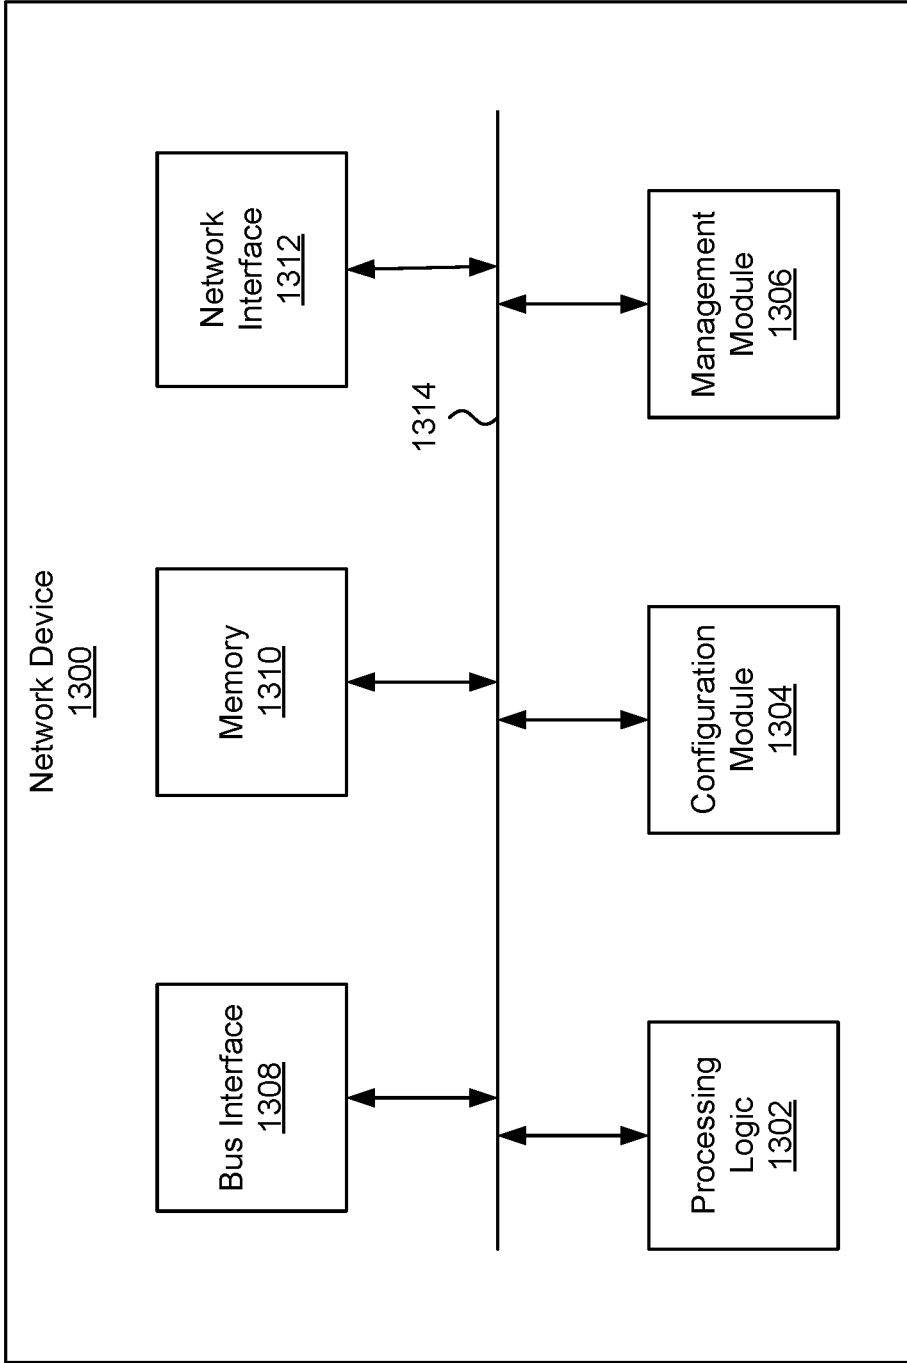 Network Device
1300
Bus Interface
1308
Memory
1310
Network
Interface
1312
1314
Processing
Logic
1302
Configuration
Module
1304
Management
Module
1306